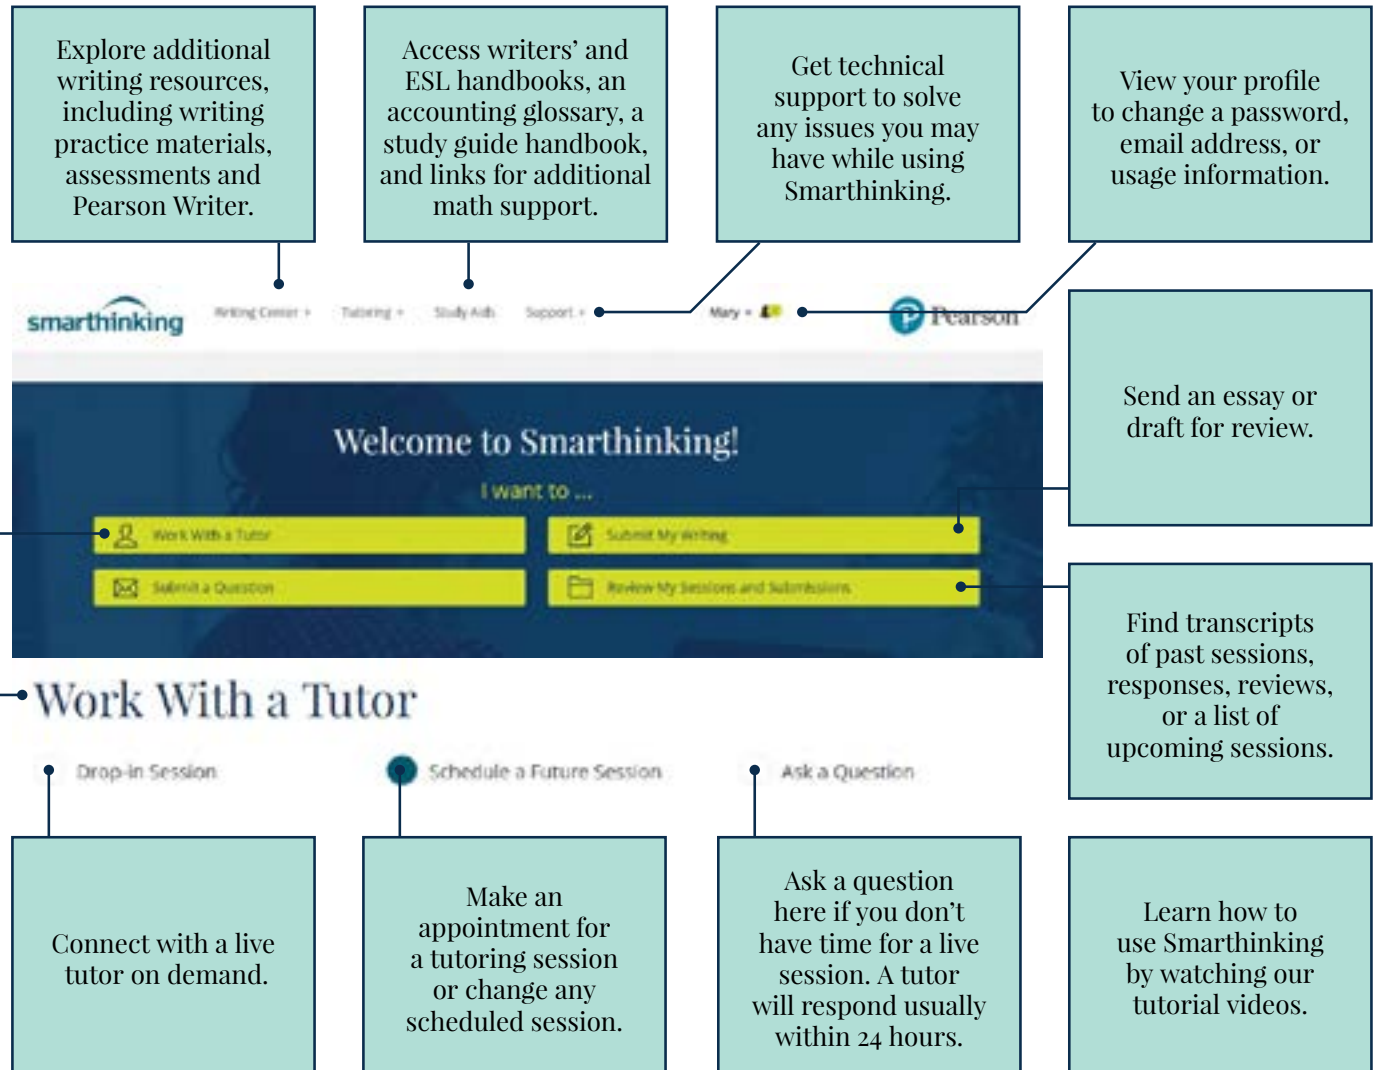 Explore additional
writing resources,
including writing
practice materials,
assessments and
Pearson Writer.
Access writers’ and
ESL handbooks, an
accounting glossary, a
study guide handbook,
and links for additional
math support.
Get technical
support to solve
any issues you may
have while using
Smarthinking.
View your profile
to change a password,
email address, or
usage information.
smarthinking
Writing Center +
Tutoring +
Study Aids
Support +
Mary +
Pearson
Send an essay or
draft for review.
Welcome to Smarthinking!
I want to ...
Work With a Tutor
Submit My Writing
Submit a Question
Review My Sessions and Submissions
Find transcripts
of past sessions,
responses, reviews,
or a list of
upcoming sessions.
Work With a Tutor
Drop-in Session
Schedule a Future Session
Ask a Question
Connect with a live
tutor on demand.
Make an
appointment for
a tutoring session
or change any
scheduled session.
Ask a question
here if you don’t
have time for a live
session. A tutor
will respond usually
within 24 hours.
Learn how to
use Smarthinking
by watching our
tutorial videos.